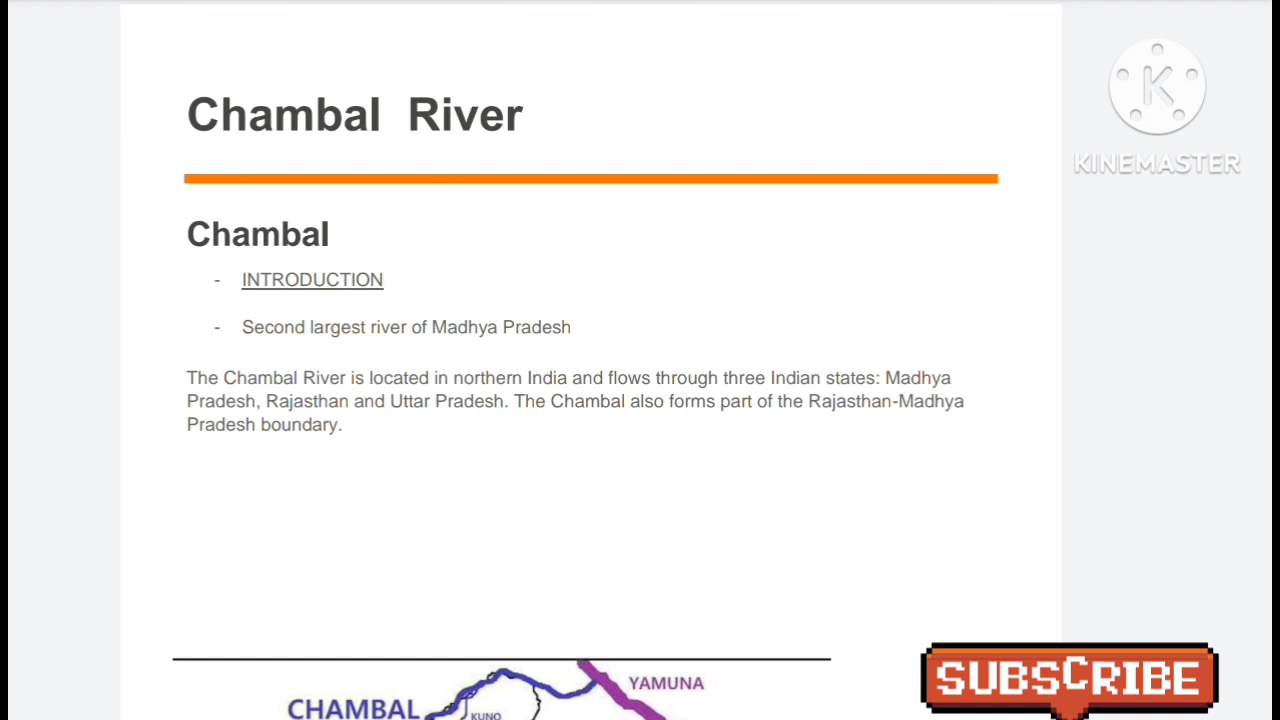 Chambal River
KINEMASTER
Chambal
- INTRODUCTION
- Second largest river of Madhya Pradesh
The Chambal River is located in northern India and flows through three Indian states: Madhya
Pradesh, Rajasthan and Uttar Pradesh. The Chambal also forms part of the Rajasthan-Madhya
Pradesh boundary.
SUBSCRIBE
YAMUNA
CHAMBAL
KUNO